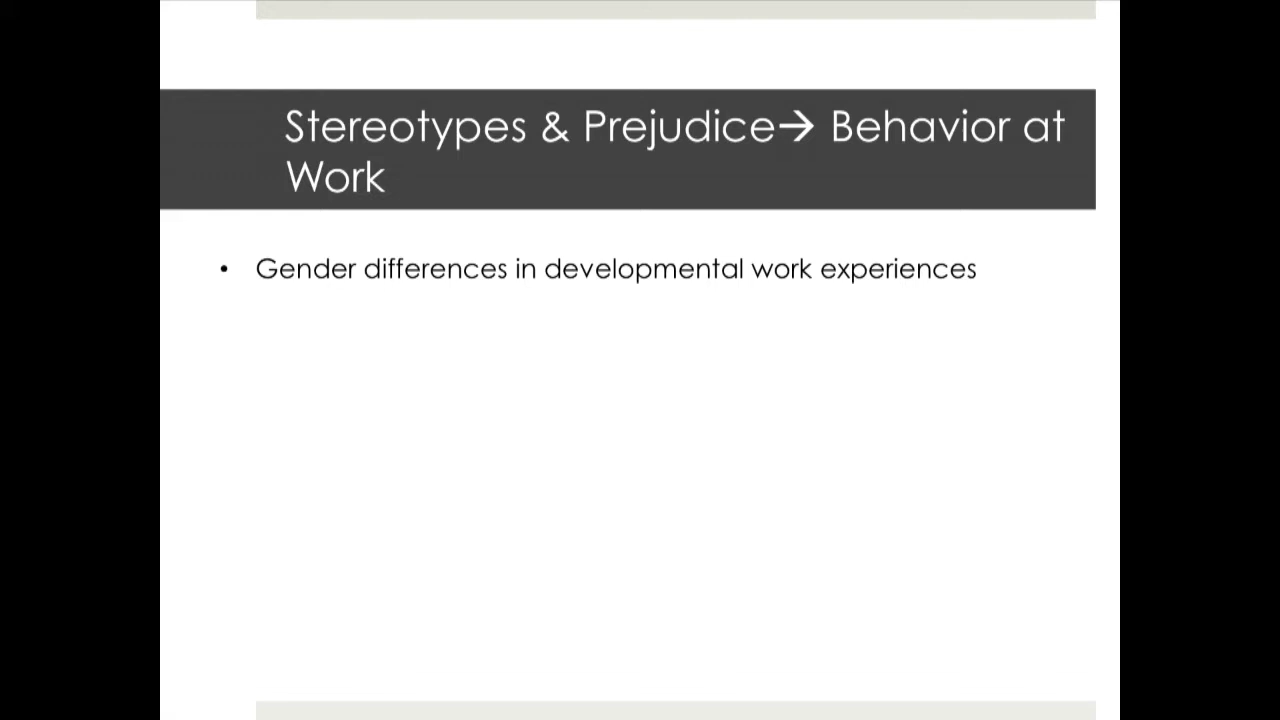 Stereotypes & Prejudice→ Behavior at
Work
• Gender differences in developmental work experiences